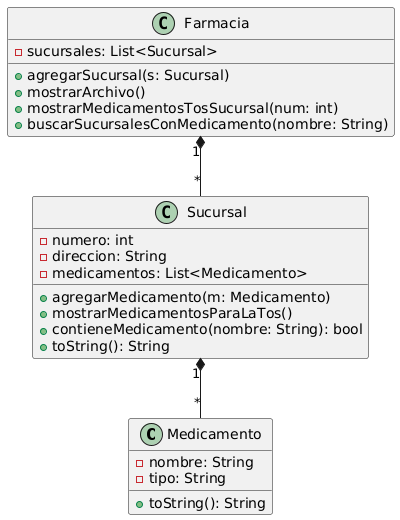 C Farmacia
sucursales: List<Sucursal>
agregarSucursal(s: Sucursal)
mostrarArchivo()
mostrarMedicamentosTosSucursal(num: int)
buscarSucursalesConMedicamento(nombre: String)
1
*
C Sucursal
numero: int
direccion: String
medicamentos: List<Medicamento>
agregarMedicamento(m: Medicamento)
mostrarMedicamentosParaLaTos()
contieneMedicamento(nombre: String): bool
toString(): String
1
*
C Medicamento
nombre: String
tipo: String
toString(): String